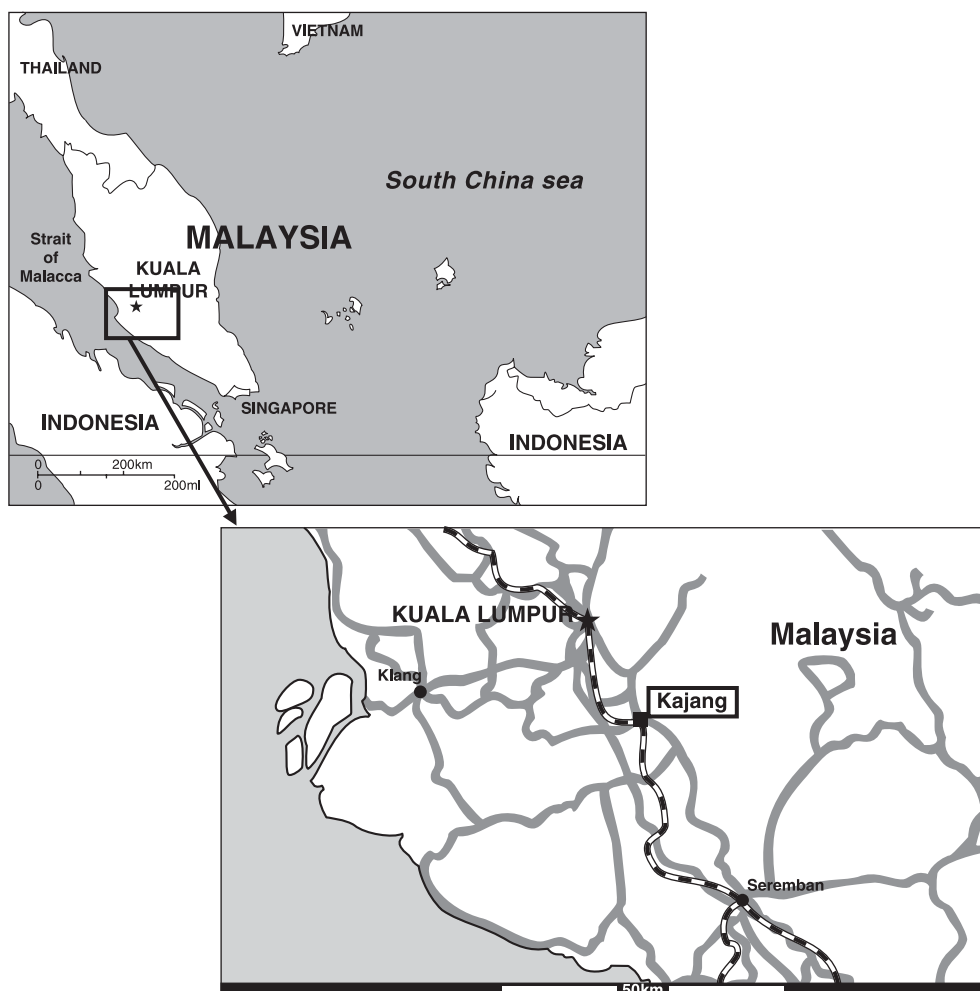 VIETNAM
THAILAND
South China sea
MALAYSIA
Strait
of
Malacca
KUALA
LUMPUR
SINGAPORE
INDONESIA
INDONESIA
0 200km
0 200ml
KUALA LUMPUR
Malaysia
Klang
Kajang
Seremban
50km